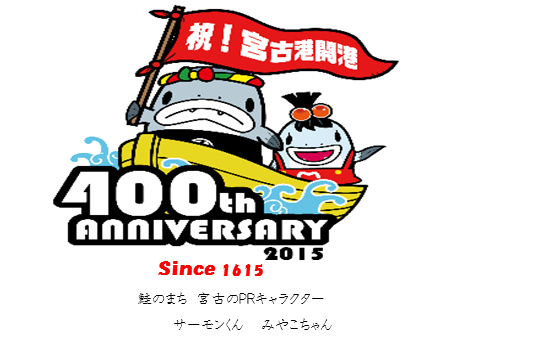 祝！宮古港開港
400th
ANNIVERSARY
2015
Since 1615
鮭のまち 宮古のPRキャラクター
サーモンくん みやこちゃん